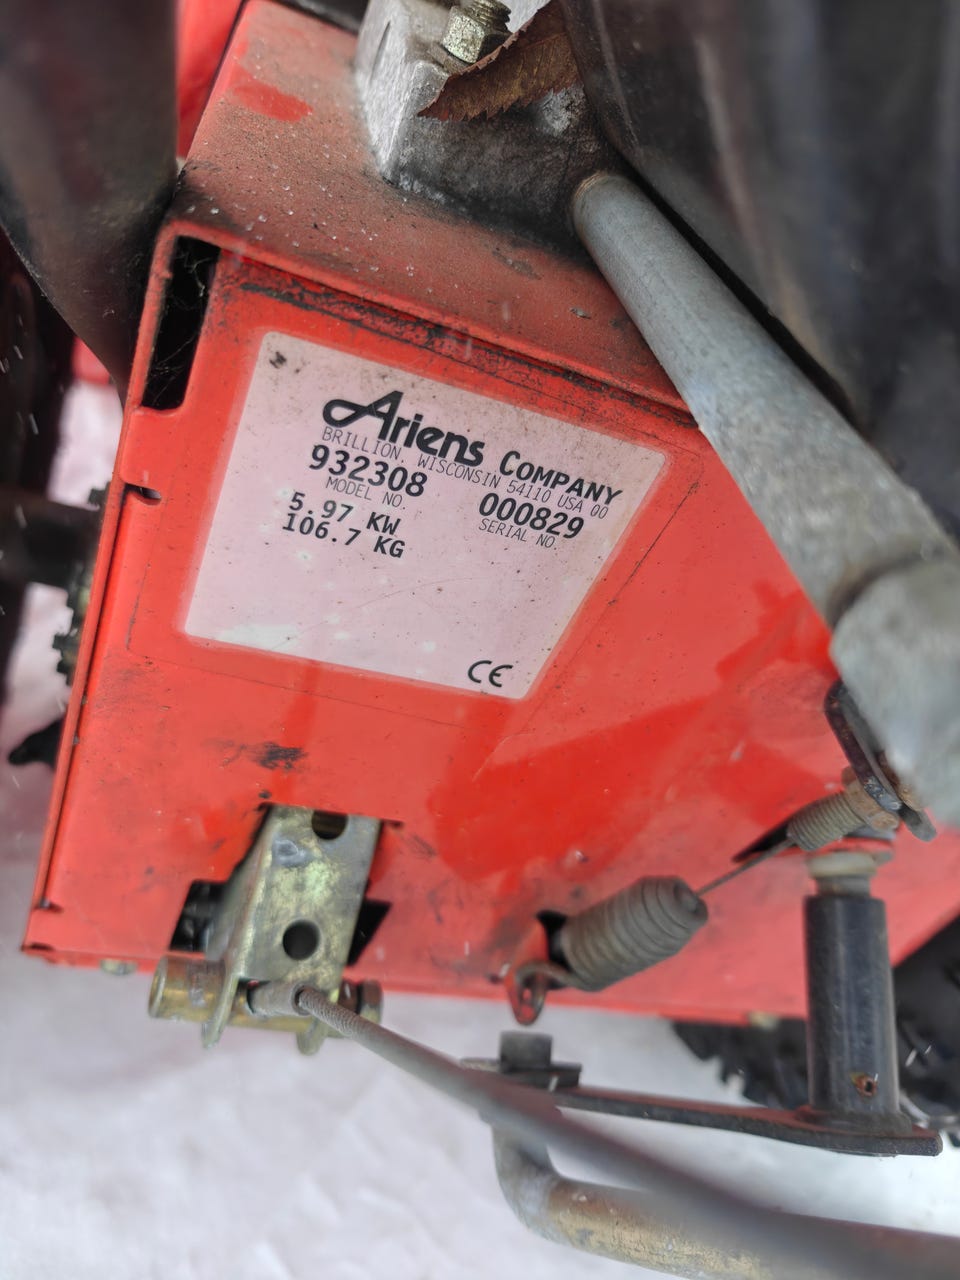 Ariens COMPANY
BRILLION, WISCONSIN 54110 USA 00
932308 000829
MODEL NO. SERIAL NO.
5.97 KW
106.7 KG
CE